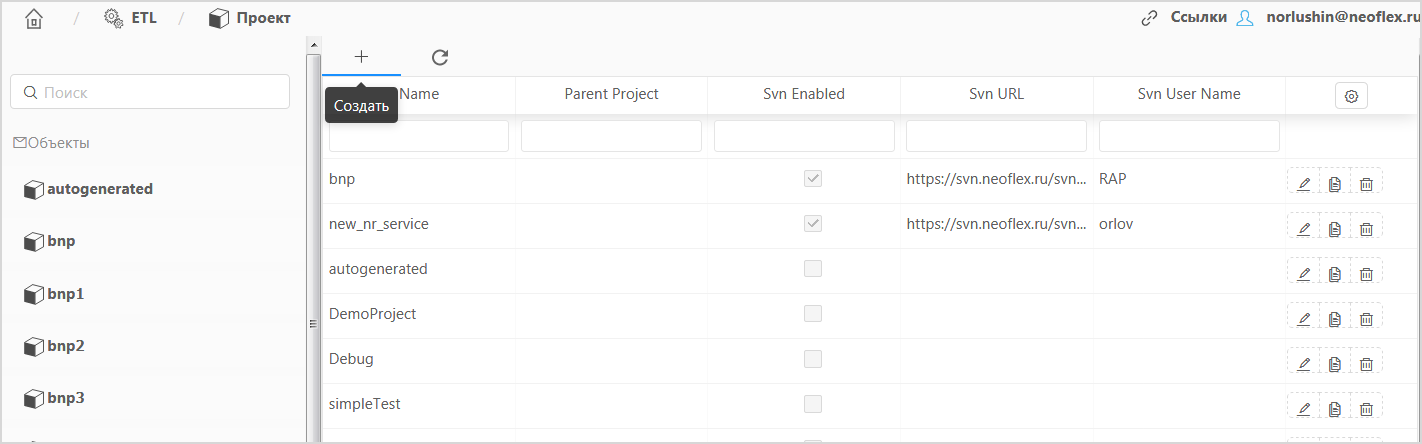 / ETL / Проект Ссылки norlushin@neoflex.ru
Поиск
Объекты
autogenerated
bnp
bnp1
bnp2
bnp3
Создать
Name Parent Project Svn Enabled Svn URL Svn User Name
bnp https://svn.neoflex.ru/svn... RAP
new_nr_service https://svn.neoflex.ru/svn... orlov
autogenerated
DemoProject
Debug
simpleTest